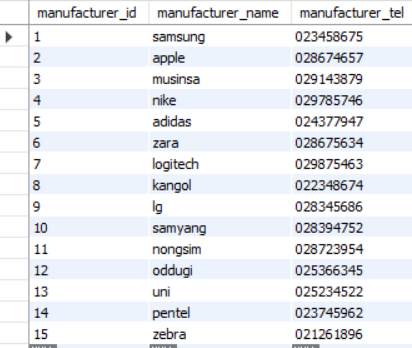 manufacturer_id manufacturer_name manufacturer_tel
1 samsung 023458675
2 apple 028674657
3 musinsa 029143879
4 nike 029785746
5 adidas 024377947
6 zara 028675634
7 logitech 029875463
8 kangol 022348674
9 lg 028345686
10 samyang 028394752
11 nongsim 028723954
12 oddugi 025366345
13 uni 025234522
14 pentel 023745962
15 zebra 021261896